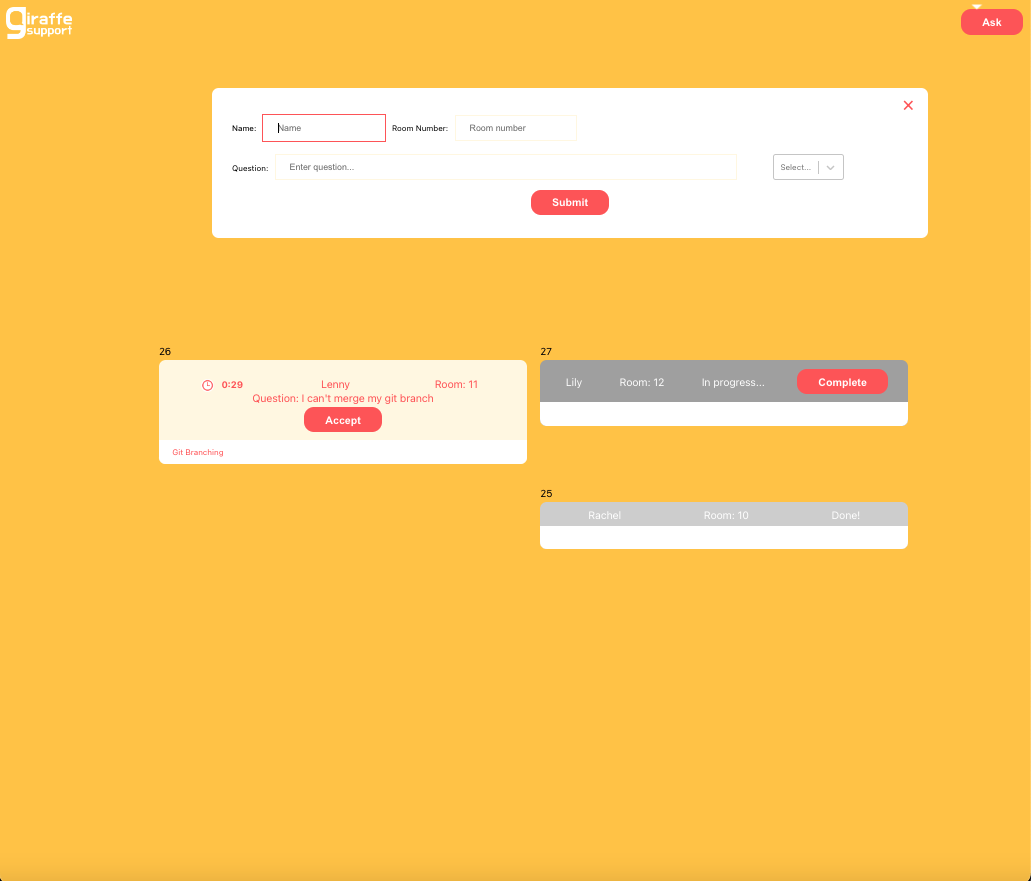 giraffe
support
Ask
Name: Name Room Number: Room number
Question: Enter question... Select...
Submit
26
0:29 Lenny Room: 11
Question: I can't merge my git branch
Accept
Git Branching
27
Lily Room: 12 In progress... Complete
25
Rachel Room: 10 Done!